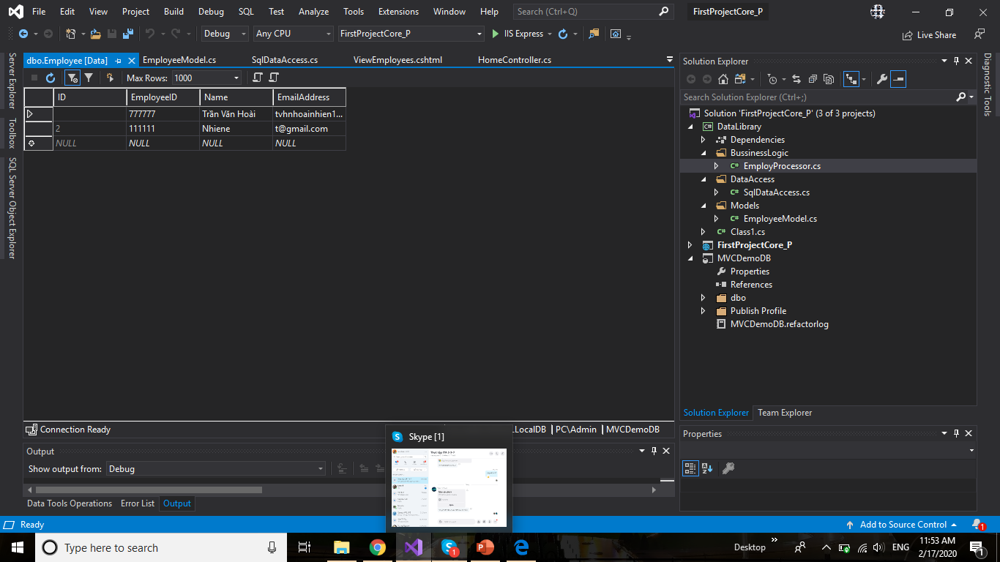 File Edit View Project Build Debug SQL Test Analyze Tools Extensions Window Help Search (Ctrl+Q) FirstProjectCore_P
Debug Any CPU FirstProjectCore_P IIS Express Live Share
Server Explorer
Toolbox
SQL Server Object Explorer
dbo.Employee [Data] EmployeeModel.cs SqlDataAccess.cs ViewEmployees.cshtml HomeController.cs
Max Rows: 1000
ID EmployeeID Name EmailAddress
777777 Trần Văn Hoài tvhnhoainhien1...
2 111111 Nhiene t@gmail.com
NULL NULL NULL NULL
Connection Ready LocalDB PC\Admin MVCDemoDB
Output
Show output from: Debug
Data Tools Operations Error List Output
Solution Explorer
Search Solution Explorer (Ctrl+;)
Solution 'FirstProjectCore_P' (3 of 3 projects)
DataLibrary
Dependencies
BussinessLogic
C# EmployProcessor.cs
DataAccess
C# SqlDataAccess.cs
Models
C# EmployeeModel.cs
C# Class1.cs
FirstProjectCore_P
MVCDemoDB
Properties
References
dbo
Publish Profile
MVCDemoDB.refactorlog
Solution Explorer Team Explorer
Properties
Diagnostic Tools
Skype [1]
Ready Add to Source Control 1
Type here to search 1 Desktop ENG 11:53 AM
2/17/2020 1